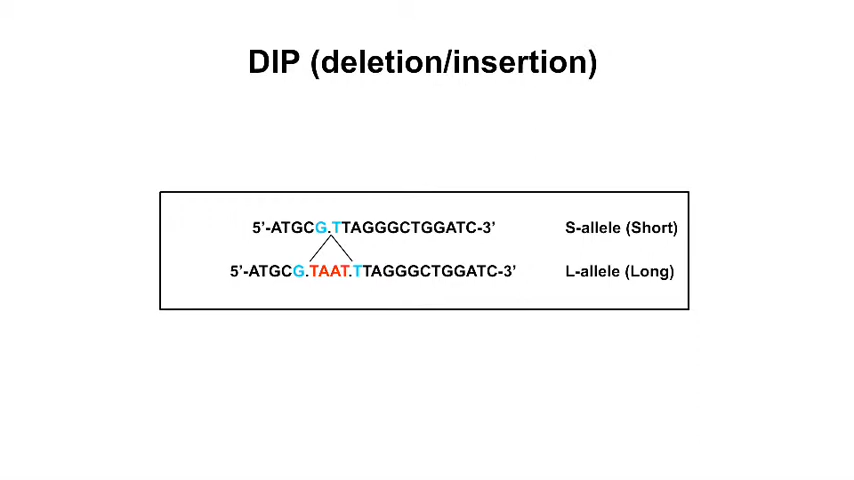 DIP (deletion/insertion)
5’-ATGCG.TTAGGGCTGGATC-3’ S-allele (Short)
5’-ATGCG.TAAT.TTAGGGCTGGATC-3’ L-allele (Long)